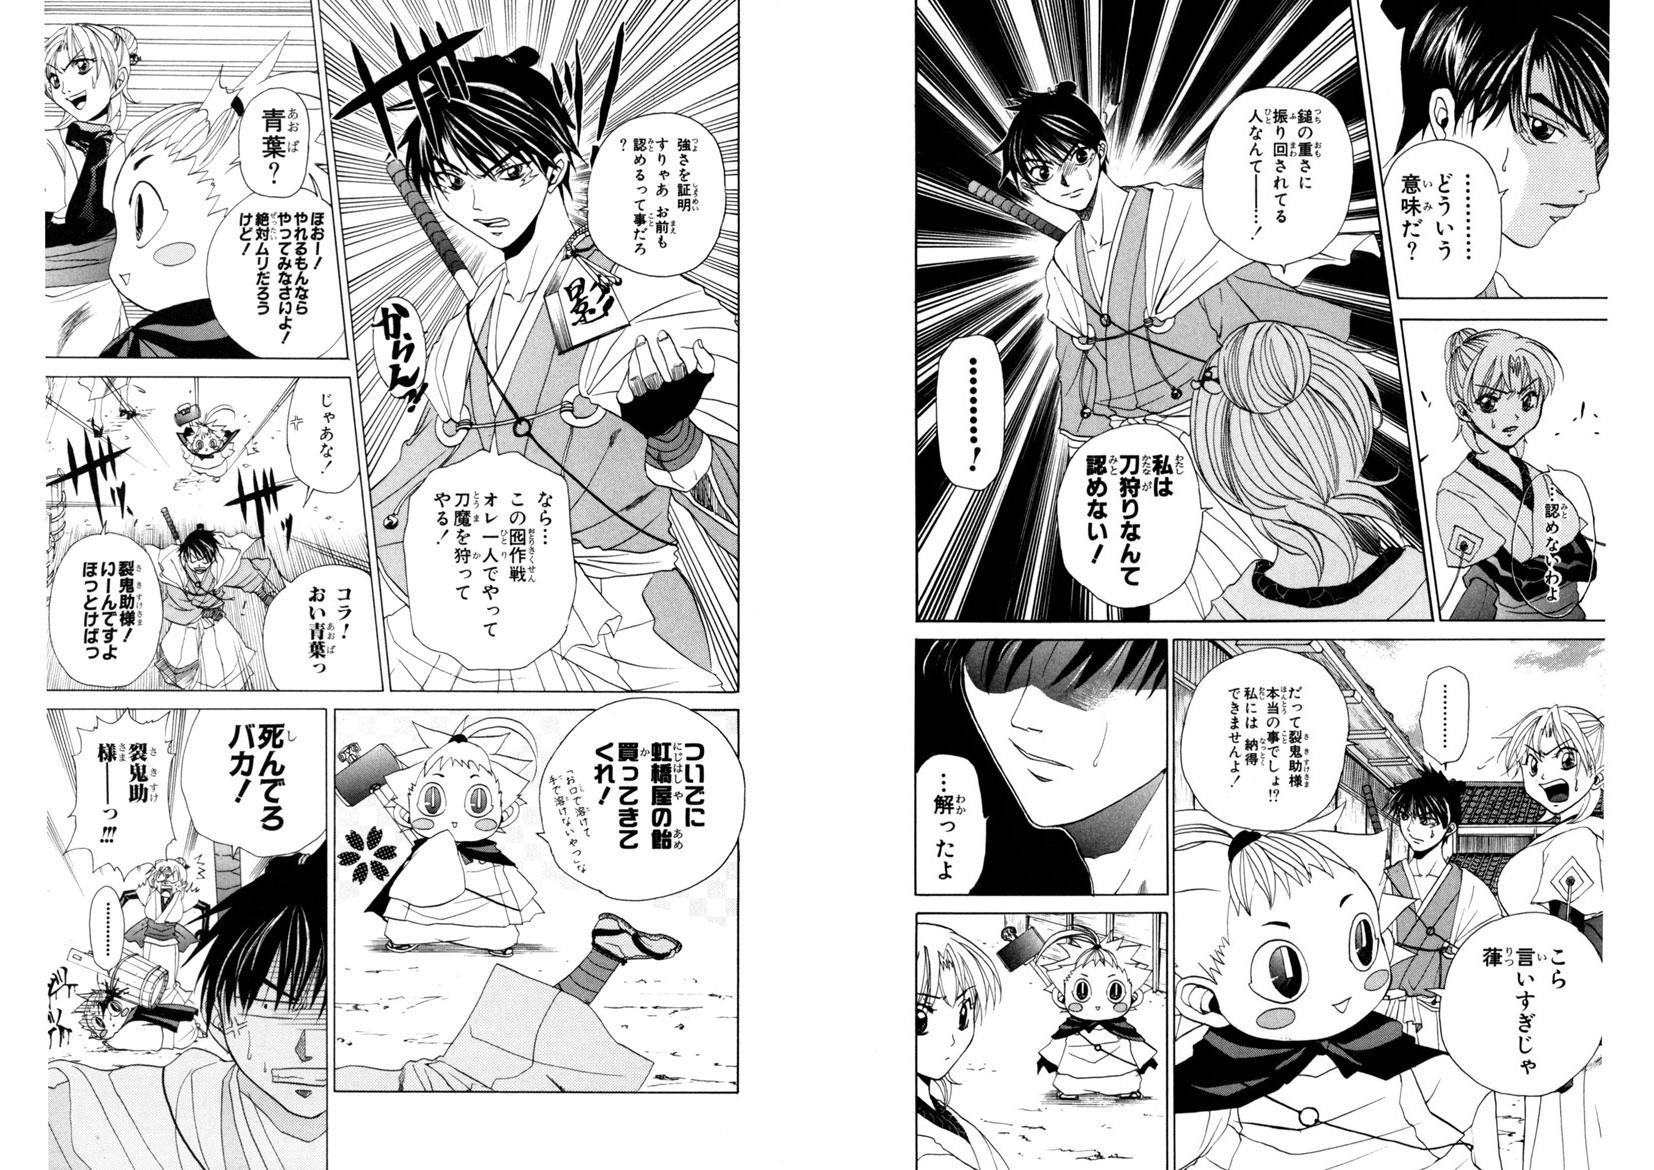 ………
どういう
意味だ？
鎚の重さに
振り回されてる
人なんて――…！
………！
私は
刀狩りなんて
認めない！
…認めないわよ
………
だって裂鬼助様
本当の事でしょ!?
私には 納得
できませんよ！
こら
言いすぎじゃ
葎
…解ったよ
強さを証明
すりゃあ お前も
認めるって事だろ
？
影
からん!!
なら…
この囮作戦
オレ一人でやって
刀魔を狩って
やる！
青葉？
ほおー！
やれるもんなら
やってみなさいよ！
絶対ムリだろう
けど！
じゃあな！
コラ！
おい青葉っ
裂鬼助様！
いーんですよ
ほっとけばっ
ついでに
虹橋屋の飴
買ってきて
くれ！
「お口で溶けて
手で溶けないやつ」な
死んでろ
バカ！
裂鬼助
様――っ!!!
………